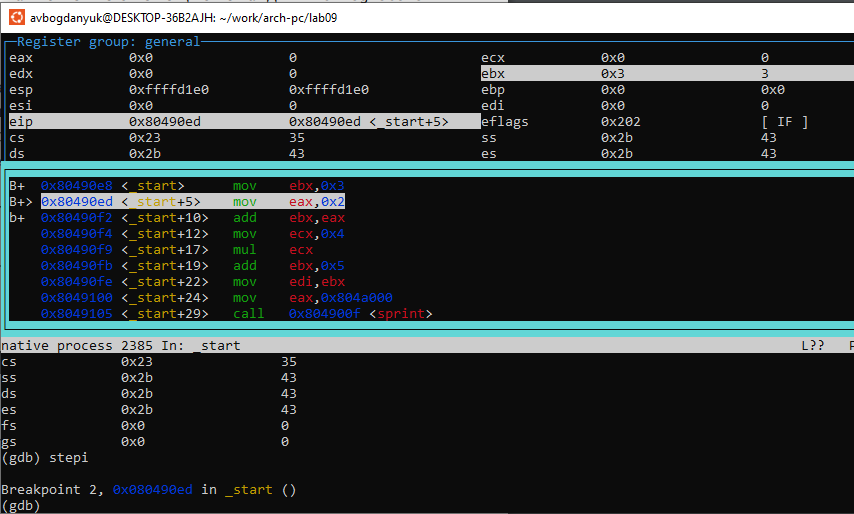 avbogdanyuk@DESKTOP-36B2AJH: ~/work/arch-pc/lab09
Register group: general
eax 0x0 0 ecx 0x0 0
edx 0x0 0 ebx 0x3 3
esp 0xffffd1e0 0xffffd1e0 ebp 0x0 0x0
esi 0x0 0 edi 0x0 0
eip 0x80490ed 0x80490ed <_start+5> eflags 0x202 [ IF ]
cs 0x23 35 ss 0x2b 43
ds 0x2b 43 es 0x2b 43
B+ 0x80490e8 <_start> mov ebx,0x3
B+> 0x80490ed <_start+5> mov eax,0x2
b+ 0x80490f2 <_start+10> add ebx,eax
0x80490f4 <_start+12> mov ecx,0x4
0x80490f9 <_start+17> mul ecx
0x80490fb <_start+19> add ebx,0x5
0x80490fe <_start+22> mov edi,ebx
0x8049100 <_start+24> mov eax,0x804a000
0x8049105 <_start+29> call 0x804900f <sprint>
native process 2385 In: _start L?? P
cs 0x23 35
ss 0x2b 43
ds 0x2b 43
es 0x2b 43
fs 0x0 0
gs 0x0 0
(gdb) stepi
Breakpoint 2, 0x080490ed in _start ()
(gdb)